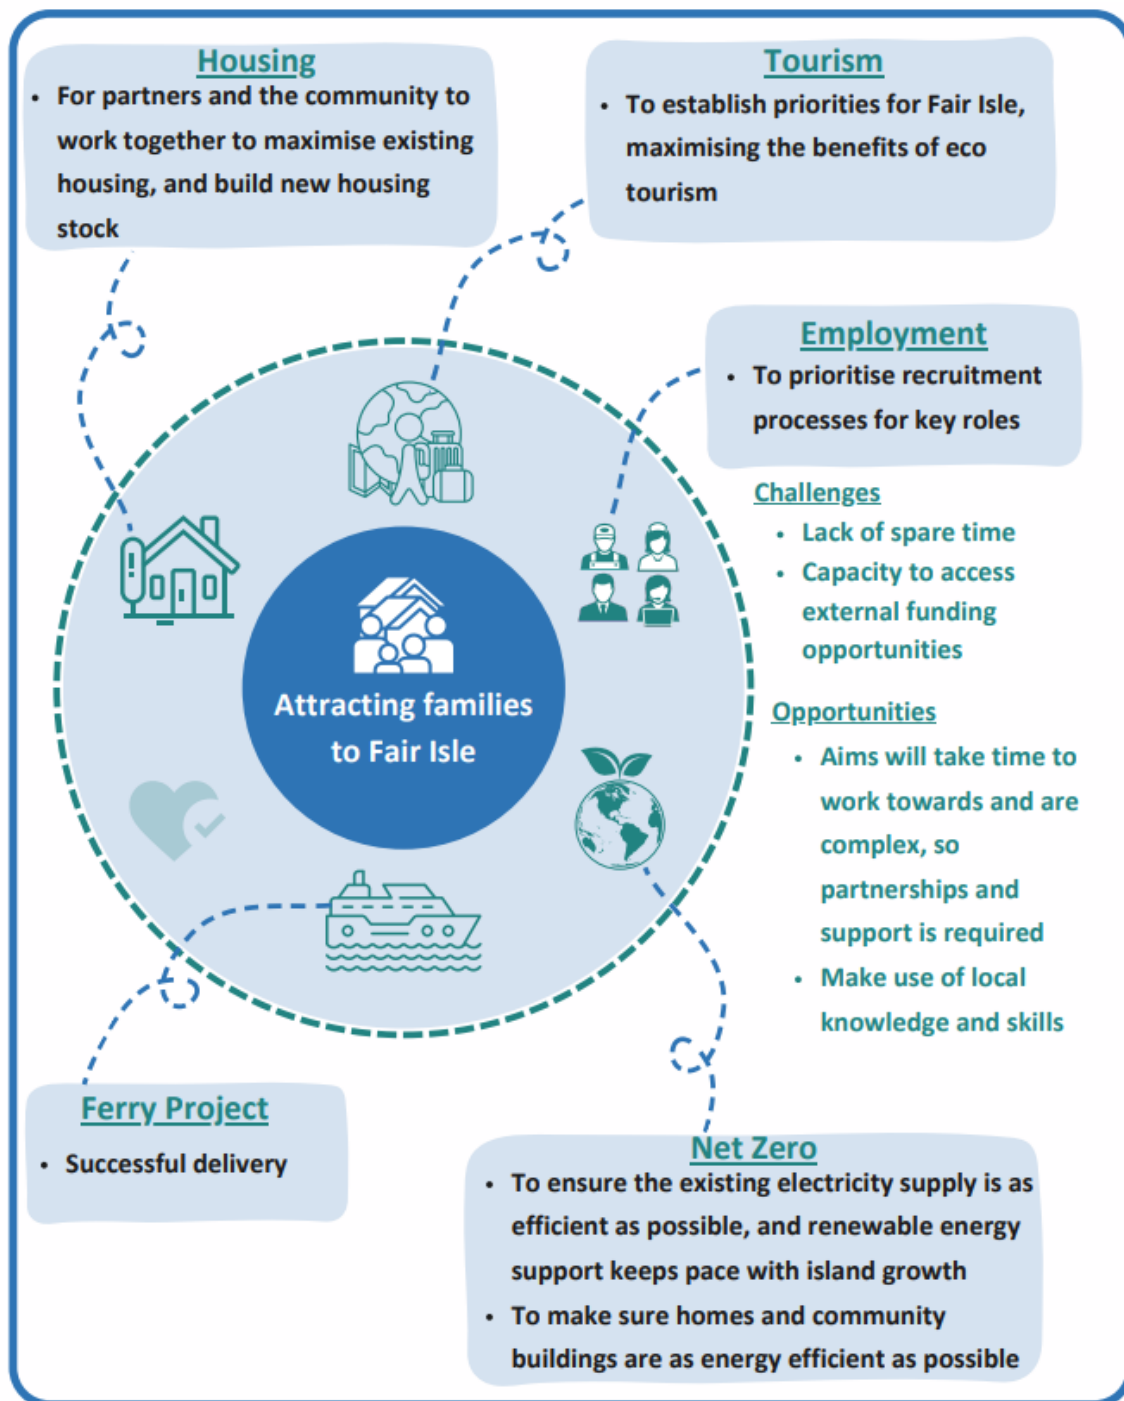 Housing
• For partners and the community to
work together to maximise existing
housing, and build new housing
stock
Tourism
• To establish priorities for Fair Isle,
maximising the benefits of eco
tourism
Employment
• To prioritise recruitment
processes for key roles
Challenges
• Lack of spare time
• Capacity to access
external funding
opportunities
Opportunities
• Aims will take time to
work towards and are
complex, so
partnerships and
support is required
• Make use of local
knowledge and skills
Attracting families
to Fair Isle
Ferry Project
• Successful delivery
Net Zero
• To ensure the existing electricity supply is as
efficient as possible, and renewable energy
support keeps pace with island growth
• To make sure homes and community
buildings are as energy efficient as possible